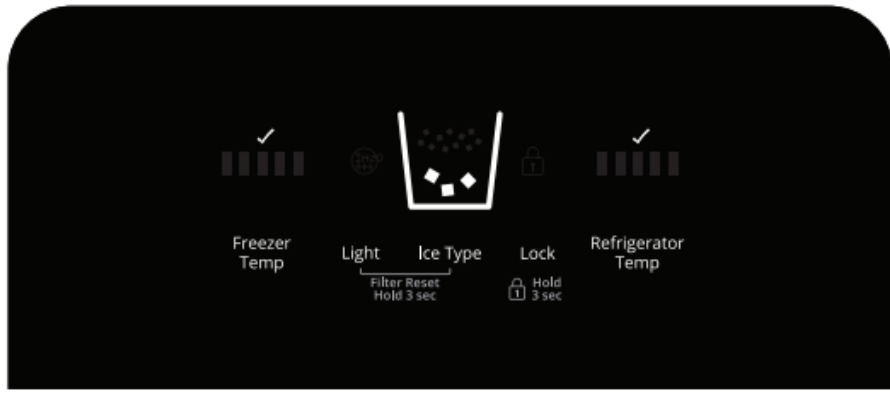 Freezer
Temp
Light
Ice Type
Lock
Refrigerator
Temp
Filter Reset
Hold 3 sec
Hold
3 sec